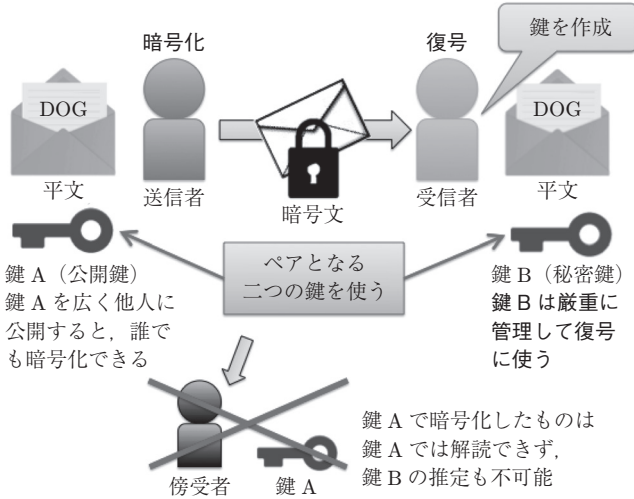 鍵を作成
暗号化
復号
DOG
DOG
平文
送信者
暗号文
受信者
平文
ペアとなる
二つの鍵を使う
鍵 A（公開鍵）
鍵 A を広く他人に
公開すると，誰で
も暗号化できる
鍵 B（秘密鍵）
鍵 B は厳重に
管理して復号
に使う
傍受者
鍵 A
鍵 A で暗号化したものは
鍵 A では解読できず，
鍵 B の推定も不可能